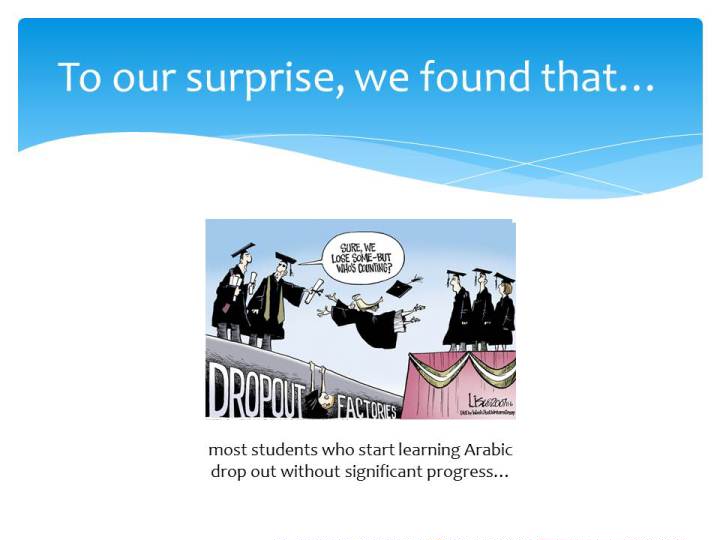 To our surprise, we found that…
SURE, WE
LOSE SOME-BUT
WHO'S COUNTING?
DROPOUT FACTORIES
most students who start learning Arabic
drop out without significant progress…